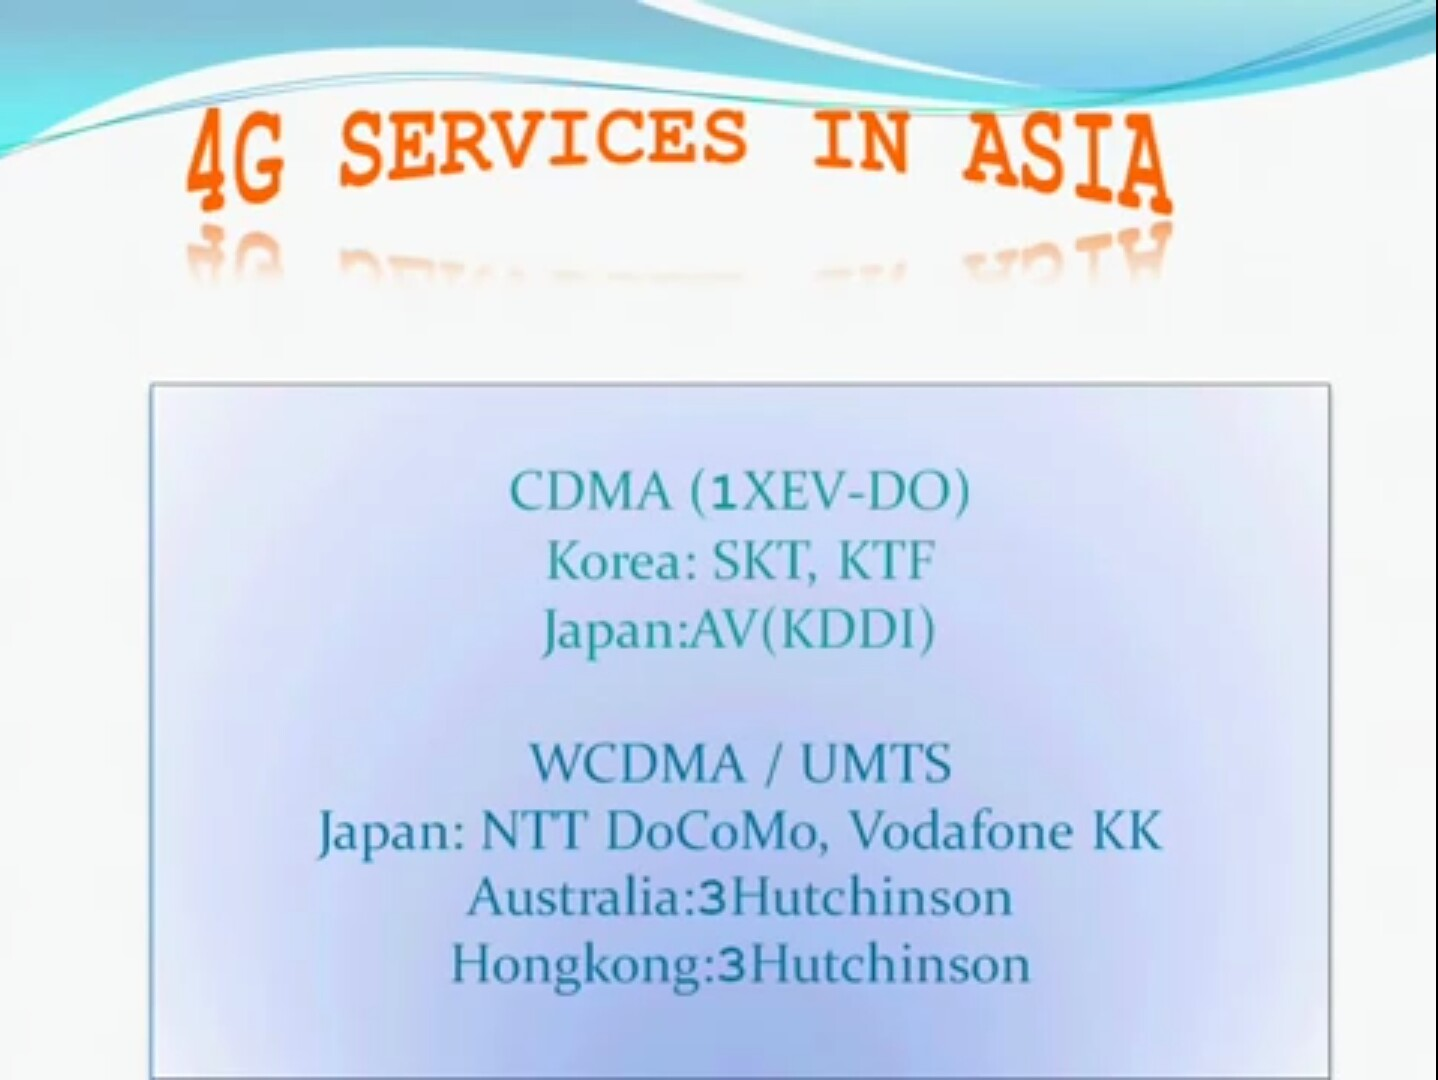 4G SERVICES IN ASIA
CDMA (1XEV-DO)
Korea: SKT, KTF
Japan:AV(KDDI)
WCDMA / UMTS
Japan: NTT DoCoMo, Vodafone KK
Australia:3Hutchinson
Hongkong:3Hutchinson